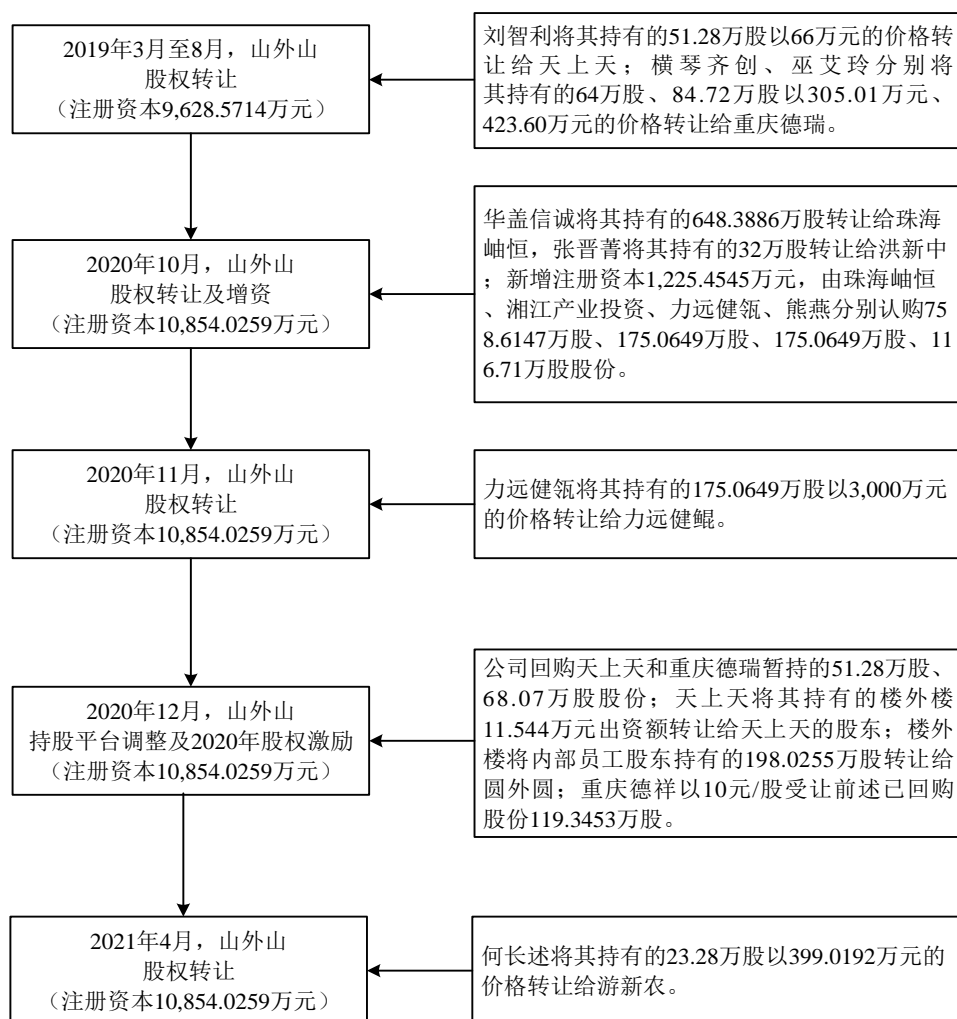 2019年3月至8月，山外山
股权转让
（注册资本9,628.5714万元）
刘智利将其持有的51.28万股以66万元的价格转
让给天上天；横琴齐创、巫艾玲分别将
其持有的64万股、84.72万股以305.01万元、
423.60万元的价格转让给重庆德瑞。
2020年10月，山外山
股权转让及增资
（注册资本10,854.0259万元）
华盖信诚将其持有的648.3886万股转让给珠海
岫恒，张晋菁将其持有的32万股转让给洪新中
；新增注册资本1,225.4545万元，由珠海岫恒
、湘江产业投资、力远健瓴、熊燕分别认购75
8.6147万股、175.0649万股、175.0649万股、11
6.71万股股份。
2020年11月，山外山
股权转让
（注册资本10,854.0259万元）
力远健瓴将其持有的175.0649万股以3,000万元
的价格转让给力远健鲲。
2020年12月，山外山
持股平台调整及2020年股权激励
（注册资本10,854.0259万元）
公司回购天上天和重庆德瑞暂持的51.28万股、
68.07万股股份；天上天将其持有的楼外楼
11.544万元出资额转让给天上天的股东；楼外
楼将内部员工股东持有的198.0255万股转让给
圆外圆；重庆德祥以10元/股受让前述已回购
股份119.3453万股。
2021年4月，山外山
股权转让
（注册资本10,854.0259万元）
何长述将其持有的23.28万股以399.0192万元的
价格转让给游新农。